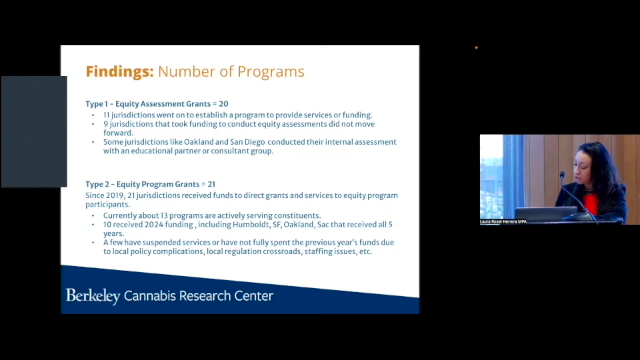 Findings: Number of Programs
Type 1 – Equity Assessment Grants = 20
• 11 jurisdictions went on to establish a program to provide services or funding.
• 9 jurisdictions that took funding to conduct equity assessments did not move
forward.
• Some jurisdictions like Oakland and San Diego conducted their internal assessment
with an educational partner or consultant group.
Type 2 – Equity Program Grants = 21
Since 2019, 21 jurisdictions received funds to direct grants and services to equity program
participants.
• Currently about 13 programs are actively serving constituents.
• 10 received 2024 funding , including Humboldt, SF, Oakland, Sac that received all 5
years.
• A few have suspended services or have not fully spent the previous year's funds due
to local policy complications, local regulation crossroads, staffing issues, etc.
Berkeley Cannabis Research Center
Laura Rosel Herrera MPA